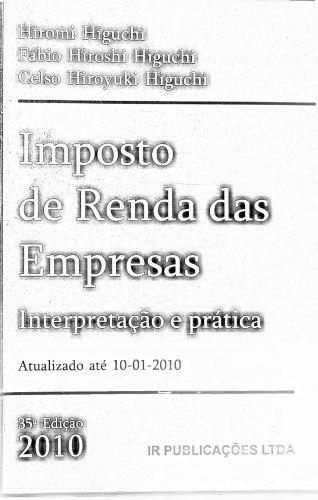 Hiromi Higuchi
Fábio Hiroshi Higuchi
Celso Hiroyuki Higuchi
Imposto
de Renda das
Empresas
Interpretação e prática
Atualizado até 10-01-2010
35ª Edição
2010
IR PUBLICAÇÕES LTDA